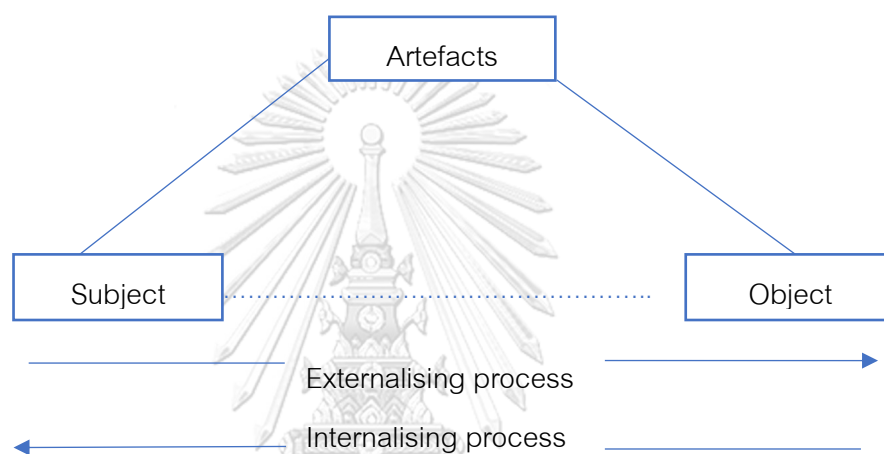 Artefacts
Subject
Object
Externalising process
Internalising process